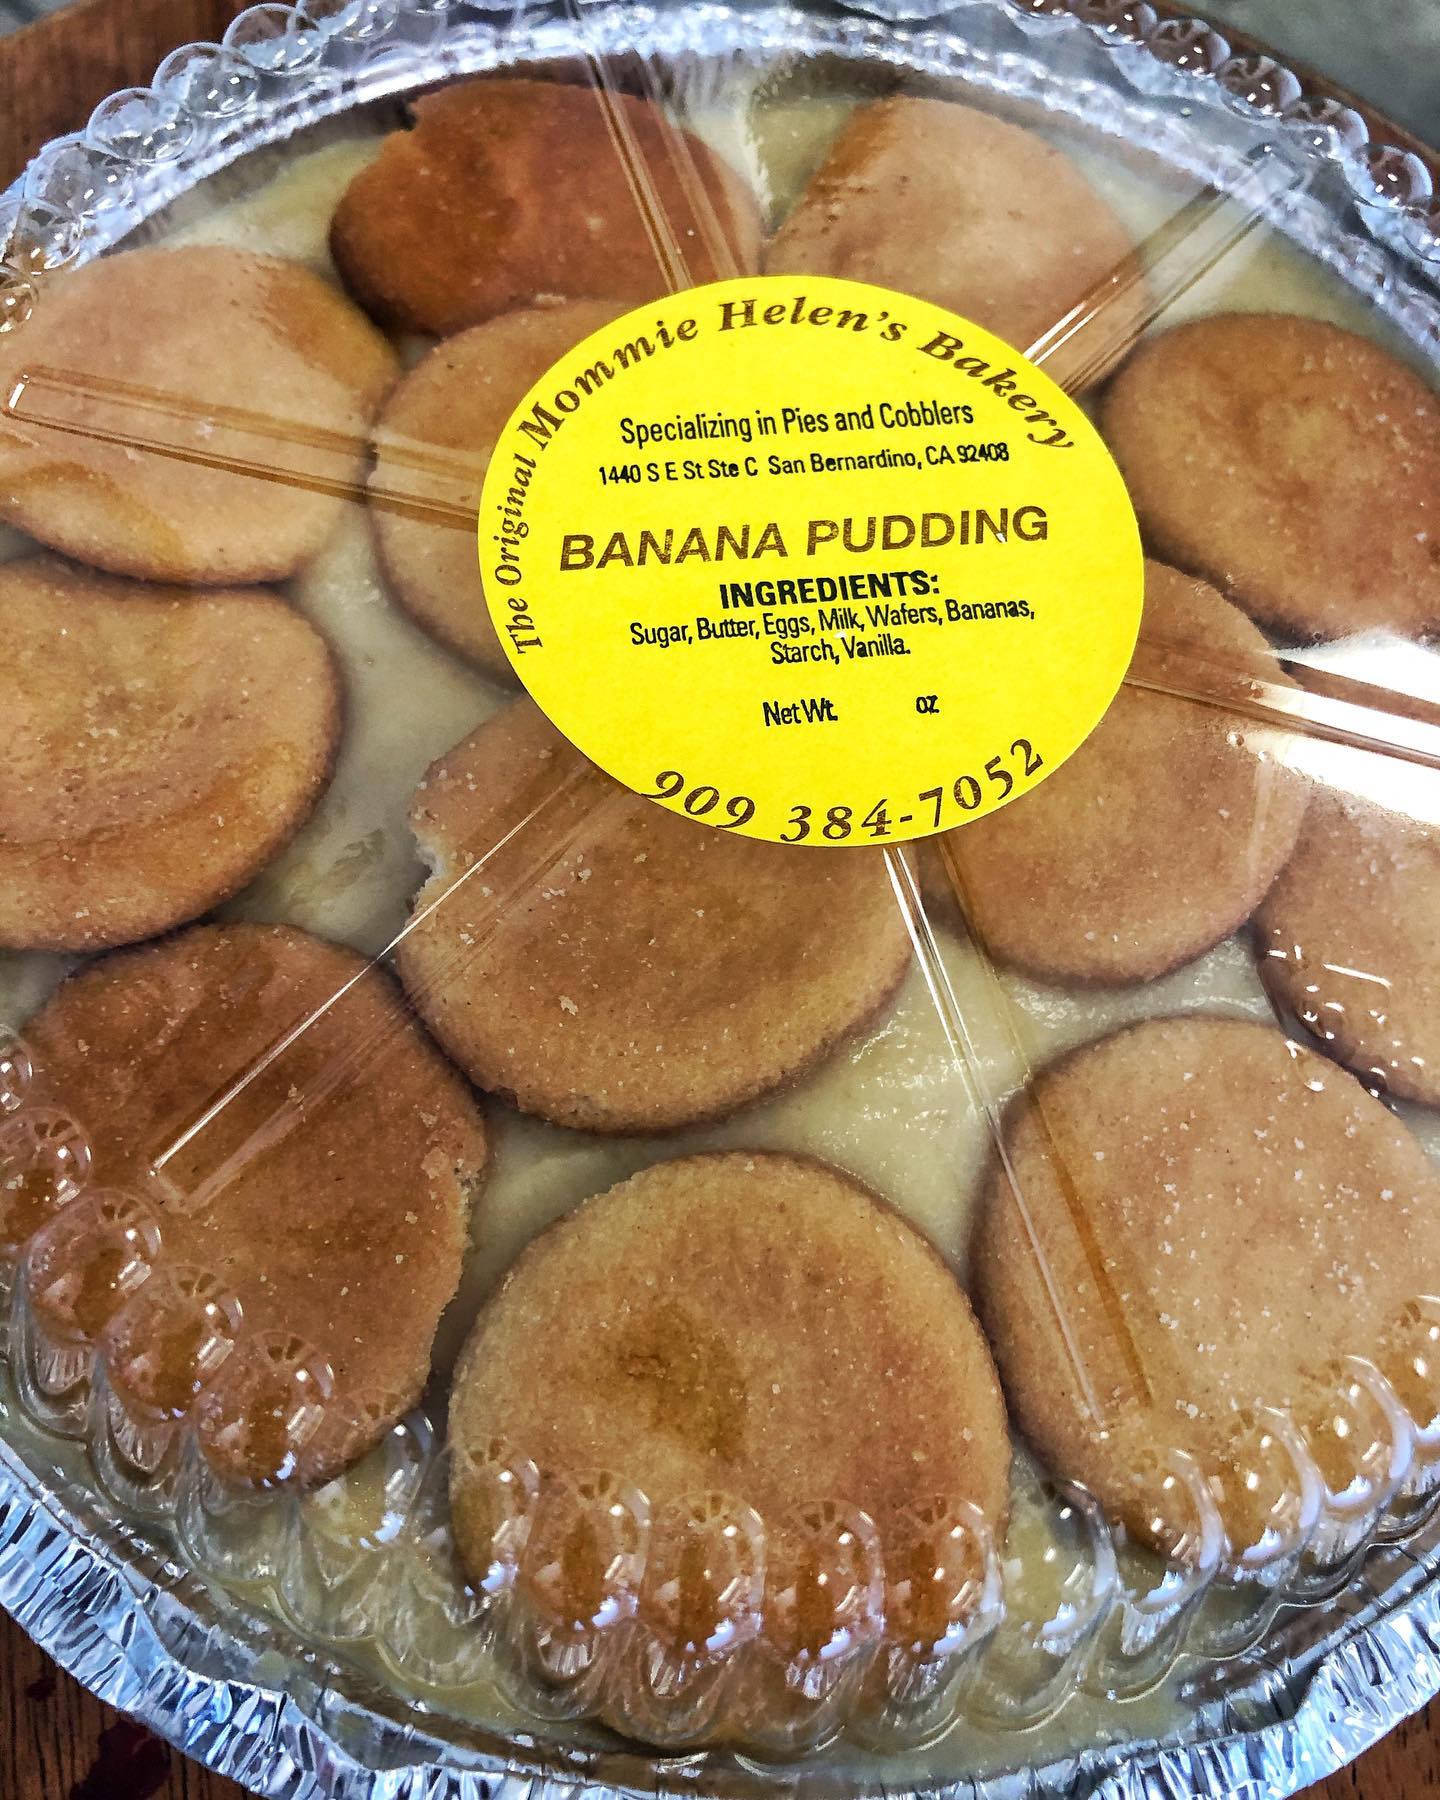 The Original Mommie Helen's Bakery
Specializing in Pies and Cobblers
1440 S E St Ste C San Bernardino, CA 92408
BANANA PUDDING
INGREDIENTS:
Sugar, Butter, Eggs, Milk, Wafers, Bananas,
Starch, Vanilla.
Net Wt. oz
909 384-7052